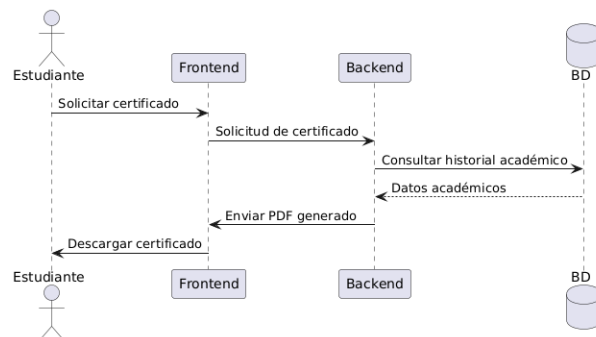 Estudiante
Frontend
Backend
BD
Solicitar certificado
Solicitud de certificado
Consultar historial académico
Datos académicos
Enviar PDF generado
Descargar certificado
Estudiante
Frontend
Backend
BD